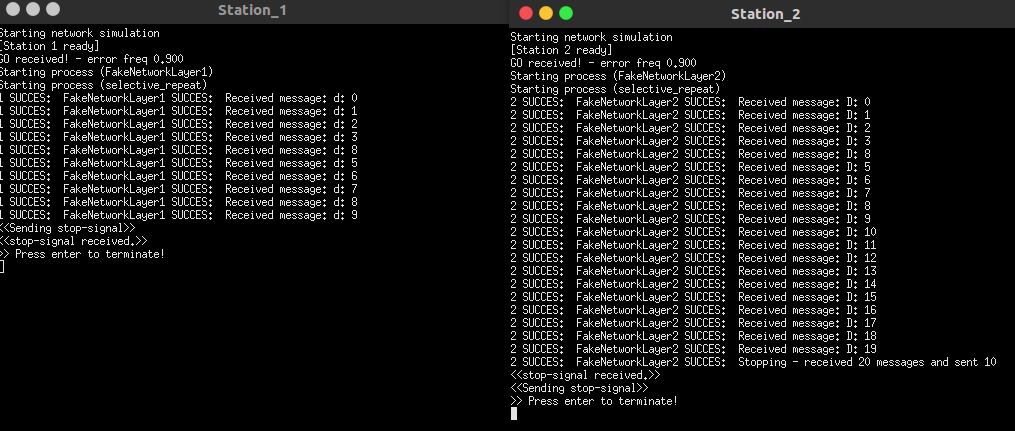 Station_1
Starting network simulation
[Station 1 ready]
GO received! - error freq 0.900
Starting process (FakeNetworkLayer1)
Starting process (selective_repeat)
1 SUCCES:  FakeNetworkLayer1 SUCCES:  Received message: d: 0
1 SUCCES:  FakeNetworkLayer1 SUCCES:  Received message: d: 1
1 SUCCES:  FakeNetworkLayer1 SUCCES:  Received message: d: 2
1 SUCCES:  FakeNetworkLayer1 SUCCES:  Received message: d: 3
1 SUCCES:  FakeNetworkLayer1 SUCCES:  Received message: d: 8
1 SUCCES:  FakeNetworkLayer1 SUCCES:  Received message: d: 5
1 SUCCES:  FakeNetworkLayer1 SUCCES:  Received message: d: 6
1 SUCCES:  FakeNetworkLayer1 SUCCES:  Received message: d: 7
1 SUCCES:  FakeNetworkLayer1 SUCCES:  Received message: d: 8
1 SUCCES:  FakeNetworkLayer1 SUCCES:  Received message: d: 9
<<Sending stop-signal>>
<<stop-signal received.>>
>> Press enter to terminate!
Station_2
Starting network simulation
[Station 2 ready]
GO received! - error freq 0.900
Starting process (FakeNetworkLayer2)
Starting process (selective_repeat)
2 SUCCES:  FakeNetworkLayer2 SUCCES:  Received message: D: 0
2 SUCCES:  FakeNetworkLayer2 SUCCES:  Received message: D: 1
2 SUCCES:  FakeNetworkLayer2 SUCCES:  Received message: D: 2
2 SUCCES:  FakeNetworkLayer2 SUCCES:  Received message: D: 3
2 SUCCES:  FakeNetworkLayer2 SUCCES:  Received message: D: 8
2 SUCCES:  FakeNetworkLayer2 SUCCES:  Received message: D: 5
2 SUCCES:  FakeNetworkLayer2 SUCCES:  Received message: D: 6
2 SUCCES:  FakeNetworkLayer2 SUCCES:  Received message: D: 7
2 SUCCES:  FakeNetworkLayer2 SUCCES:  Received message: D: 8
2 SUCCES:  FakeNetworkLayer2 SUCCES:  Received message: D: 9
2 SUCCES:  FakeNetworkLayer2 SUCCES:  Received message: D: 10
2 SUCCES:  FakeNetworkLayer2 SUCCES:  Received message: D: 11
2 SUCCES:  FakeNetworkLayer2 SUCCES:  Received message: D: 12
2 SUCCES:  FakeNetworkLayer2 SUCCES:  Received message: D: 13
2 SUCCES:  FakeNetworkLayer2 SUCCES:  Received message: D: 14
2 SUCCES:  FakeNetworkLayer2 SUCCES:  Received message: D: 15
2 SUCCES:  FakeNetworkLayer2 SUCCES:  Received message: D: 16
2 SUCCES:  FakeNetworkLayer2 SUCCES:  Received message: D: 17
2 SUCCES:  FakeNetworkLayer2 SUCCES:  Received message: D: 18
2 SUCCES:  FakeNetworkLayer2 SUCCES:  Received message: D: 19
2 SUCCES:  FakeNetworkLayer2 SUCCES:  Stopping - received 20 messages and sent 10
<<stop-signal received.>>
<<Sending stop-signal>>
>> Press enter to terminate!